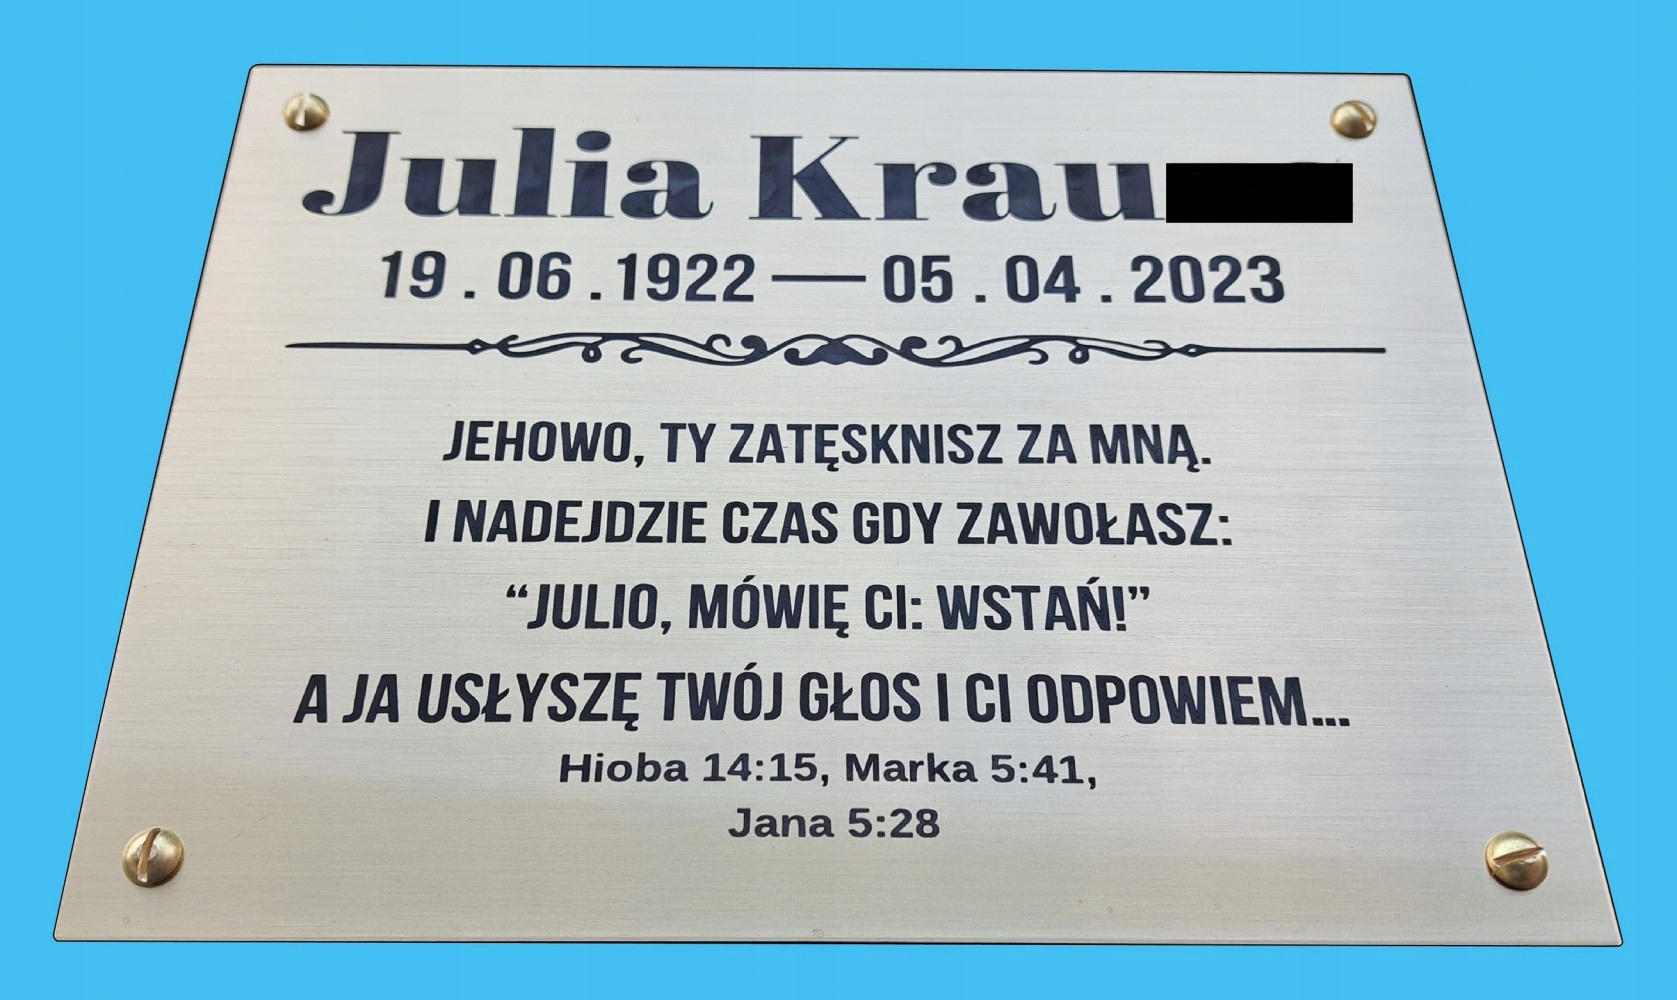 Julia Krau
19.06.1922—05.04.2023
JEHOWO, TY ZATĘSKNISZ ZA MNĄ.
I NADEJDZIE CZAS GDY ZAWOŁASZ:
“JULIO, MÓWIĘ CI: WSTAŃ!”
A JA USŁYSZĘ TWÓJ GŁOS I CI ODPOWIEM...
Hioba 14:15, Marka 5:41,
Jana 5:28